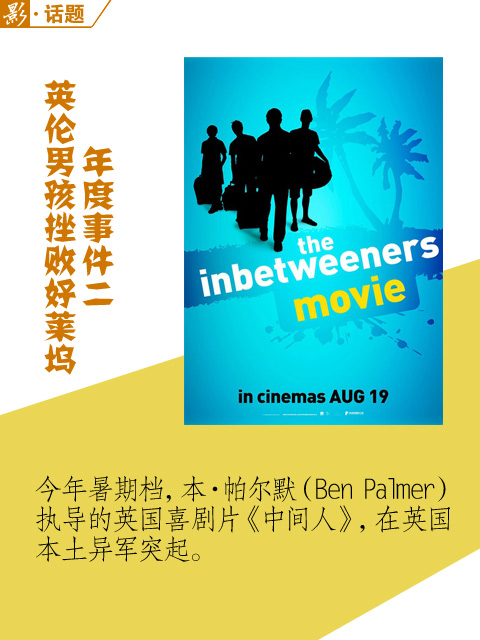 影·话题
年度事件二
英伦男孩挫败好莱坞
the
inbetweeners
movie
in cinemas AUG 19
今年暑期档,本·帕尔默(Ben Palmer)
执导的英国喜剧片《中间人》,在英国
本土异军突起。